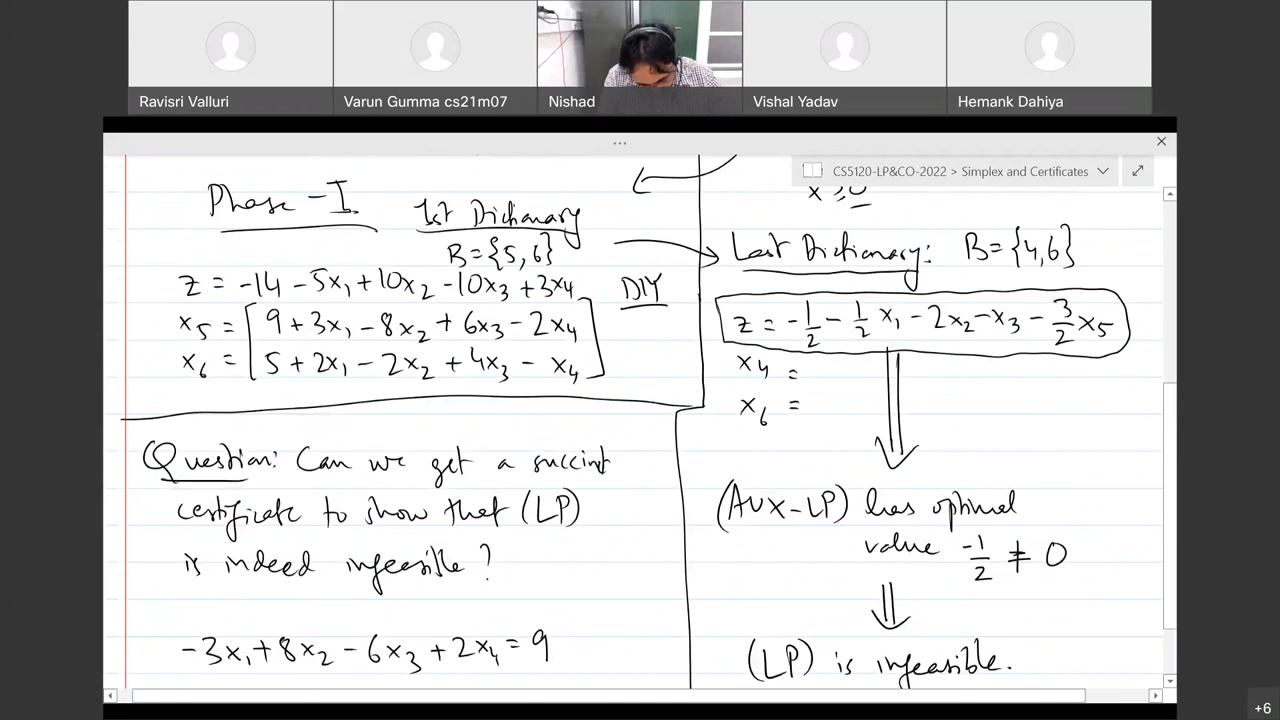 Ravisri Valluri
Varun Gumma cs21m07
Nishad
Vishal Yadav
Hemank Dahiya
CS5120-LP&CO-2022 > Simplex and Certificates
Phase-I
1st Dictionary
B={5,6}
z = -14 - 5x₁ + 10x₂ - 10x₃ + 3x₄
x₅ = [9 + 3x₁ - 8x₂ + 6x₃ - 2x₄
x₆ = 5 + 2x₁ - 2x₂ + 4x₃ - x₄]
DIY
Question: Can we get a succint
certificate to show that (LP)
is indeed infeasible?
-3x₁ + 8x₂ - 6x₃ + 2x₄ = 9
x ≥ 0
Last Dictionary: B={4,6}
z = -1/2 - 1/2 x₁ - 2x₂ - x₃ - 3/2 x₅
x₄ =
x₆ =
(AUX-LP) has optimal
value -1/2 ≠ 0
(LP) is infeasible.
+6